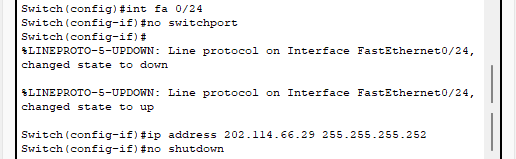 Switch(config)#int fa 0/24
Switch(config-if)#no switchport
Switch(config-if)#
%LINEPROTO-5-UPDOWN: Line protocol on Interface FastEthernet0/24,
changed state to down
%LINEPROTO-5-UPDOWN: Line protocol on Interface FastEthernet0/24,
changed state to up
Switch(config-if)#ip address 202.114.66.29 255.255.255.252
Switch(config-if)#no shutdown